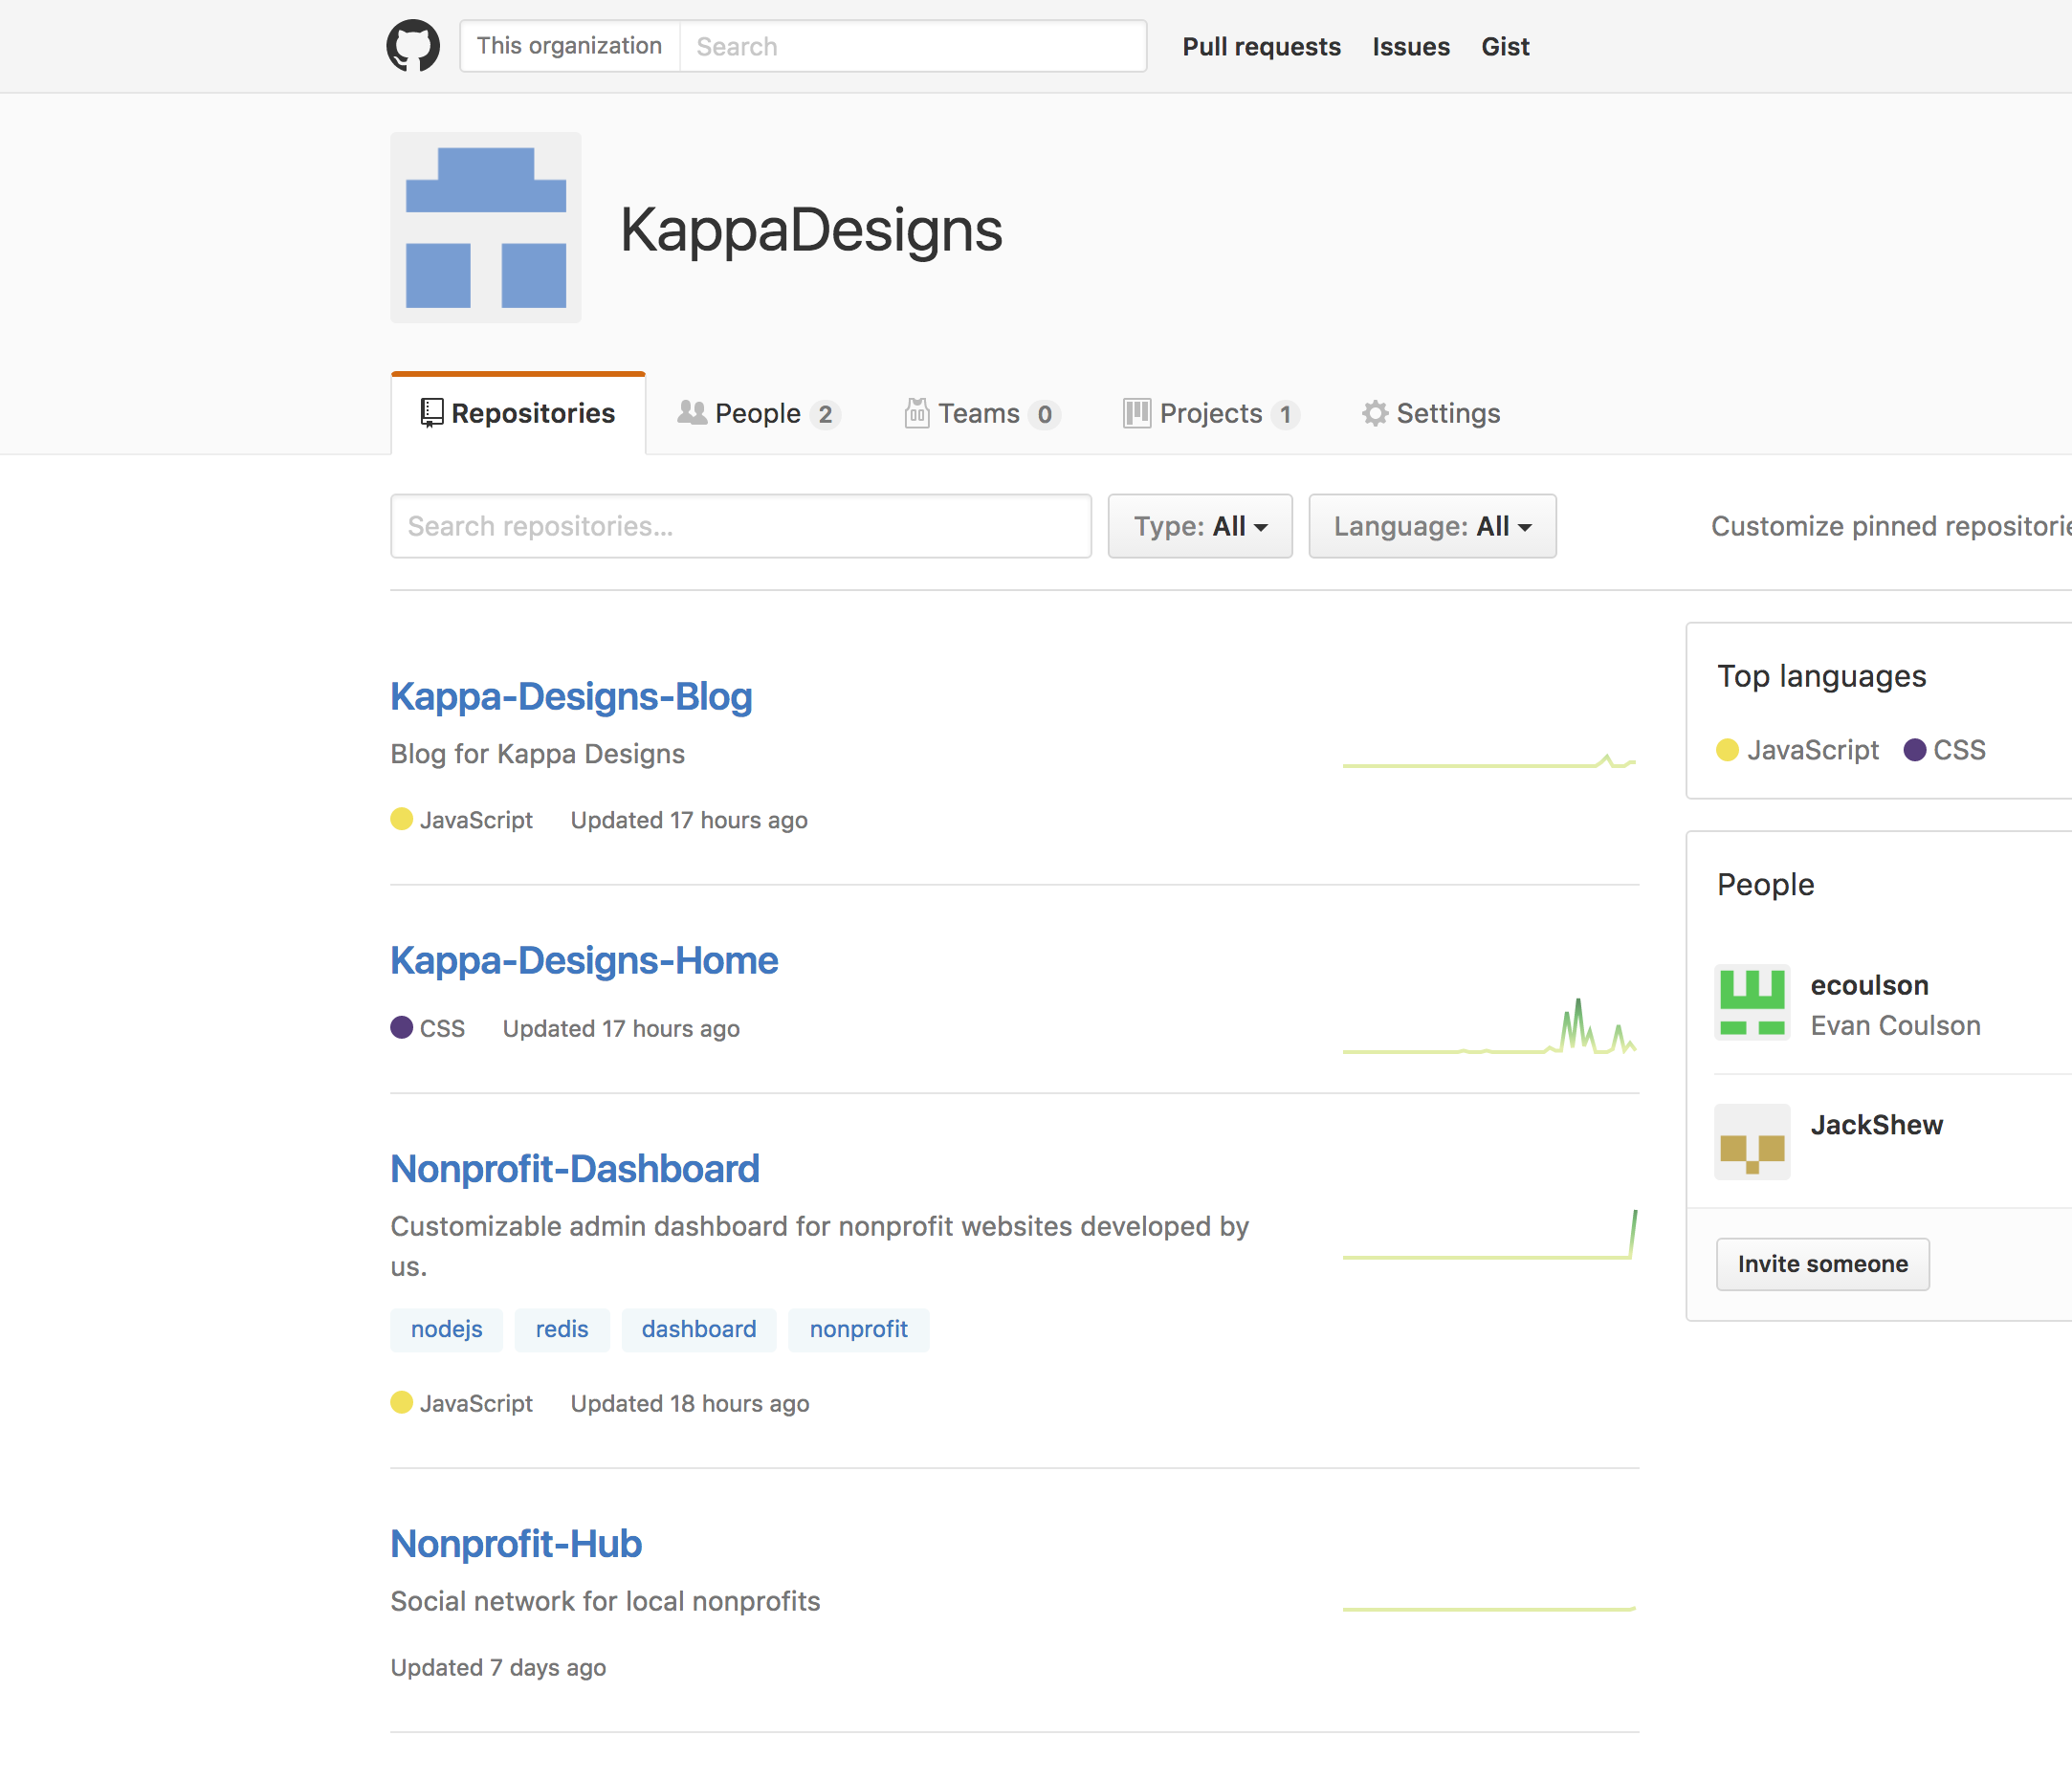 This organization Search Pull requests Issues Gist
KappaDesigns
Repositories People 2 Teams 0 Projects 1 Settings
Search repositories... Type: All Language: All Customize pinned repositorie
Kappa-Designs-Blog
Blog for Kappa Designs
JavaScript Updated 17 hours ago
Kappa-Designs-Home
CSS Updated 17 hours ago
Nonprofit-Dashboard
Customizable admin dashboard for nonprofit websites developed by
us.
nodejs redis dashboard nonprofit
JavaScript Updated 18 hours ago
Nonprofit-Hub
Social network for local nonprofits
Updated 7 days ago
Top languages
JavaScript CSS
People
ecoulson
Evan Coulson
JackShew
Invite someone